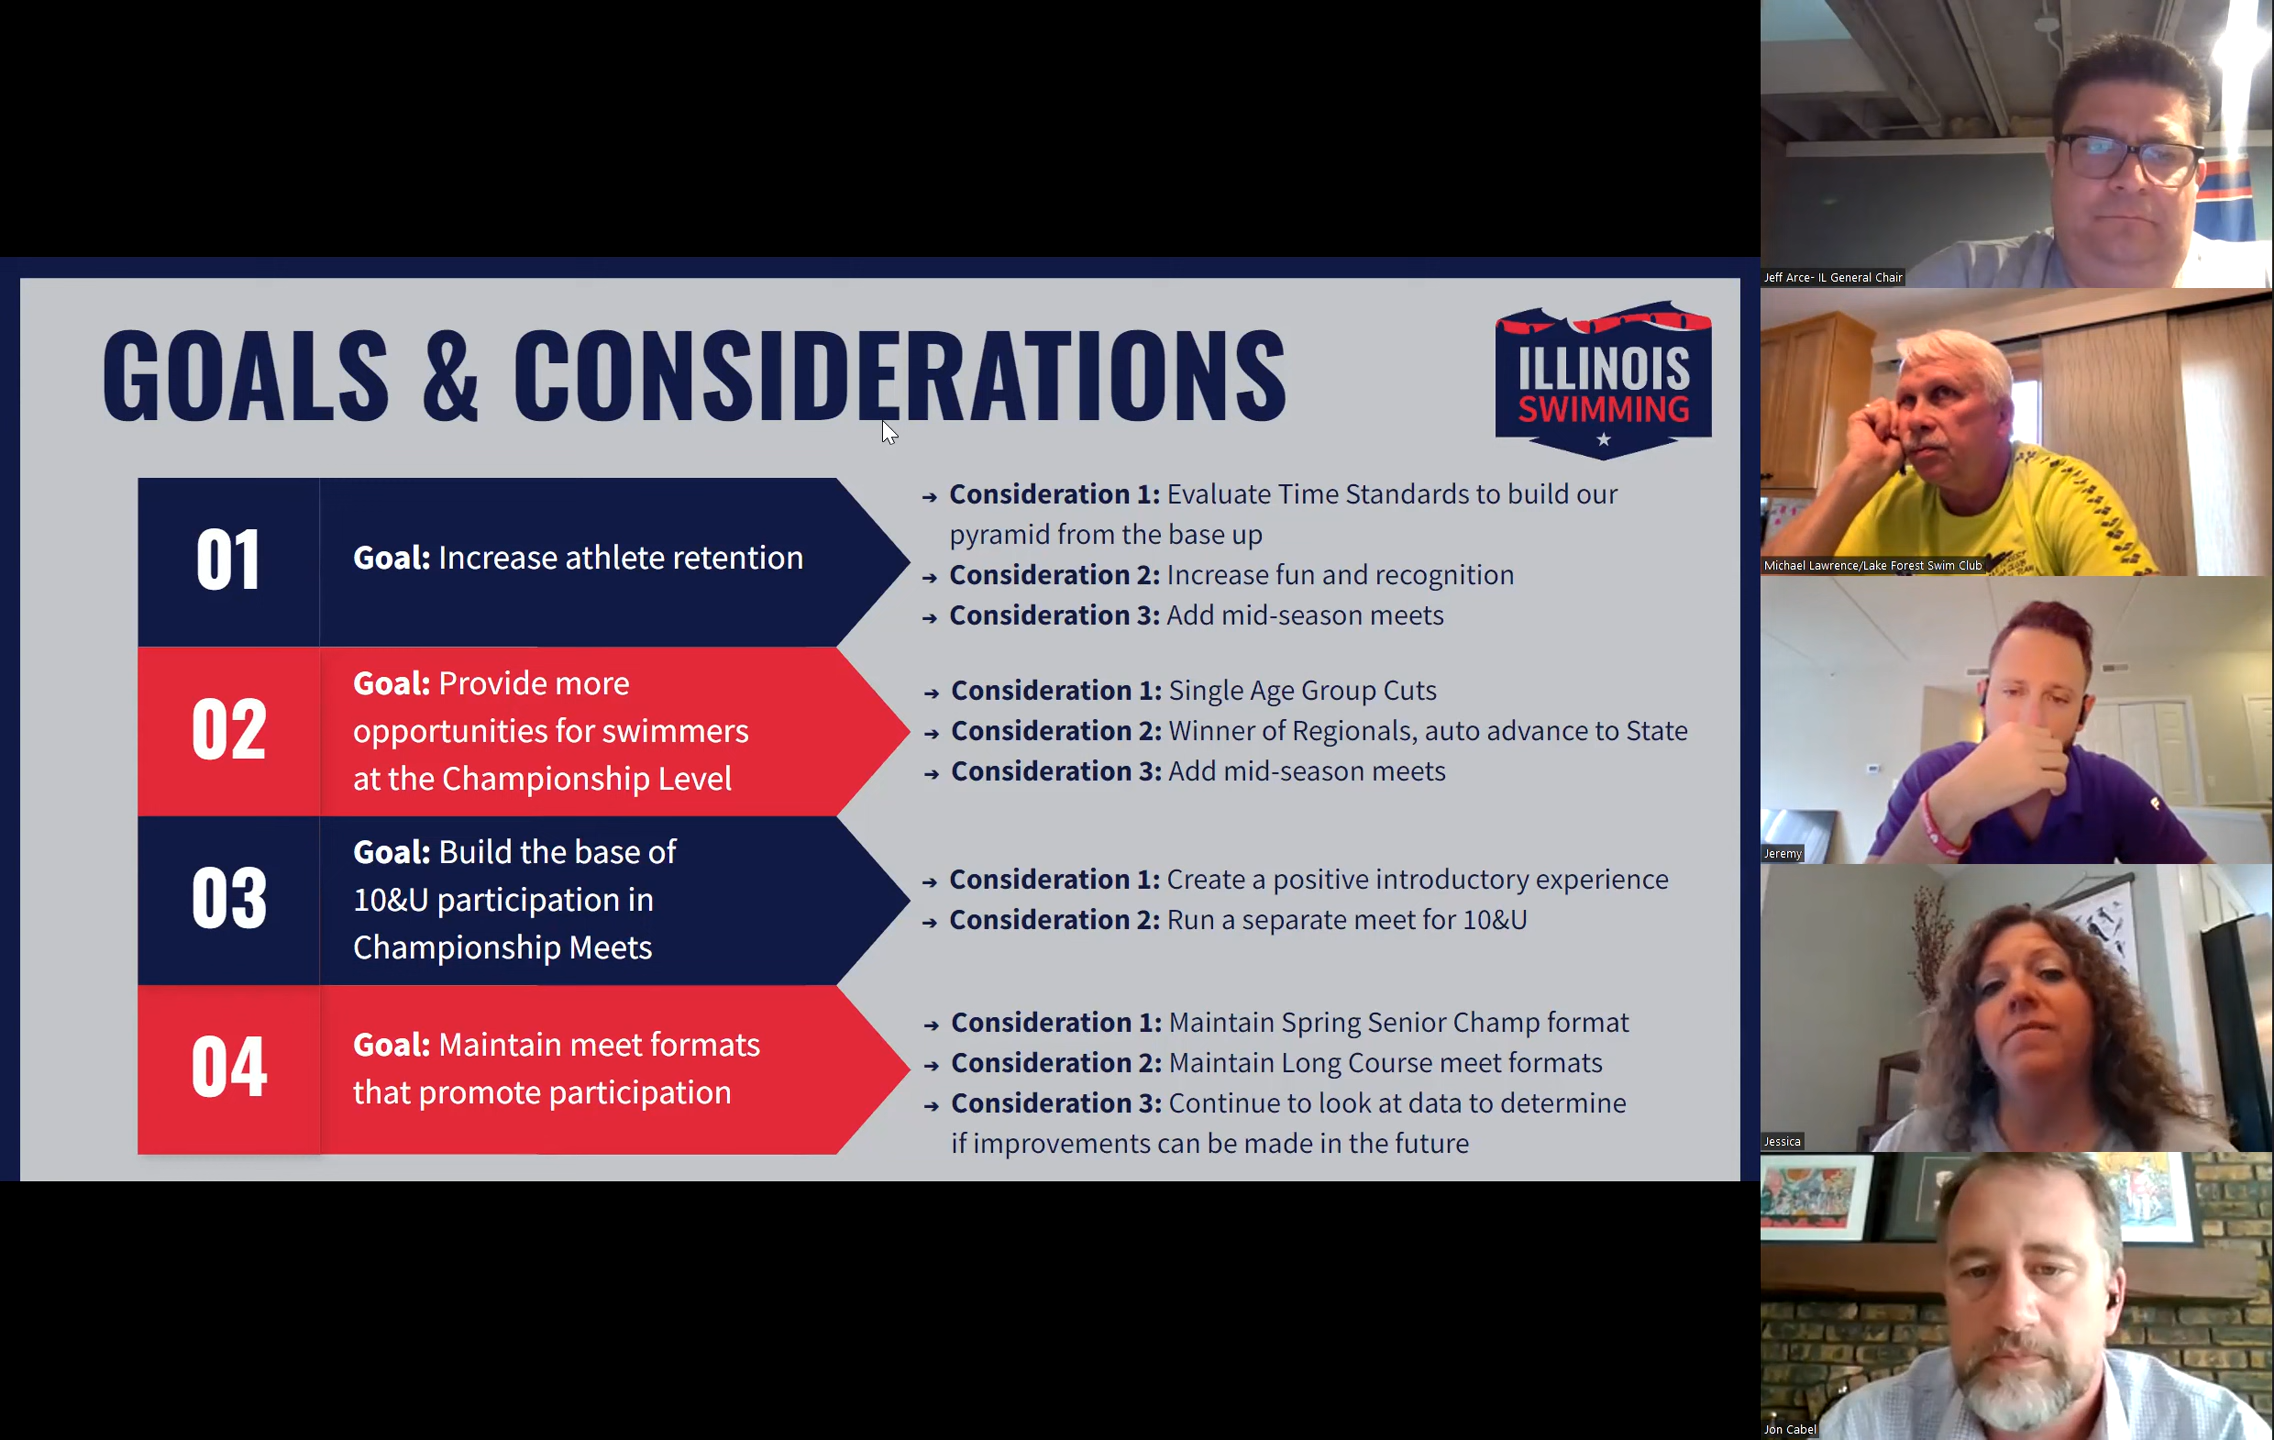 GOALS & CONSIDERATIONS
ILLINOIS
SWIMMING
01
Goal: Increase athlete retention
→ Consideration 1: Evaluate Time Standards to build our
pyramid from the base up
→ Consideration 2: Increase fun and recognition
→ Consideration 3: Add mid-season meets
02
Goal: Provide more
opportunities for swimmers
at the Championship Level
→ Consideration 1: Single Age Group Cuts
→ Consideration 2: Winner of Regionals, auto advance to State
→ Consideration 3: Add mid-season meets
03
Goal: Build the base of
10&U participation in
Championship Meets
→ Consideration 1: Create a positive introductory experience
→ Consideration 2: Run a separate meet for 10&U
04
Goal: Maintain meet formats
that promote participation
→ Consideration 1: Maintain Spring Senior Champ format
→ Consideration 2: Maintain Long Course meet formats
→ Consideration 3: Continue to look at data to determine
if improvements can be made in the future
Jeff Arce- IL General Chair
Michael Lawrence/Lake Forest Swim Club
Jeremy
Jessica
Jon Cabel